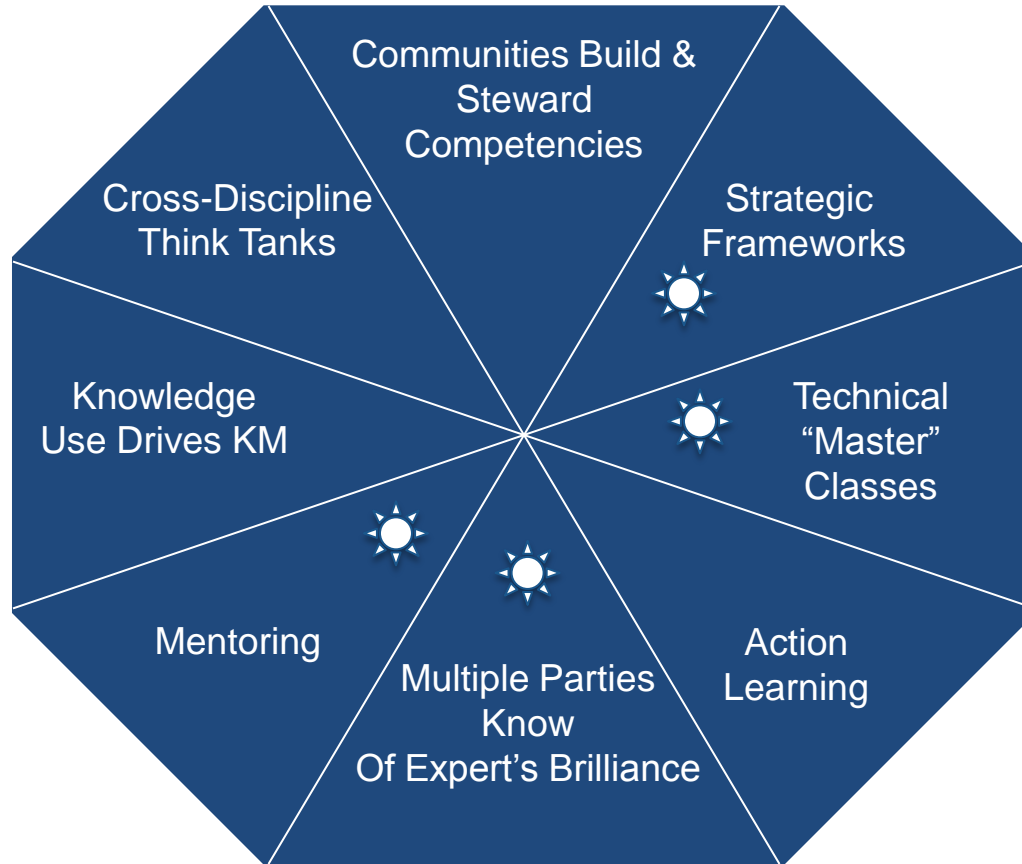 Communities Build &
Steward
Competencies
Strategic
Frameworks
Technical
“Master”
Classes
Action
Learning
Multiple Parties
Know
Of Expert’s Brilliance
Mentoring
Knowledge
Use Drives KM
Cross-Discipline
Think Tanks